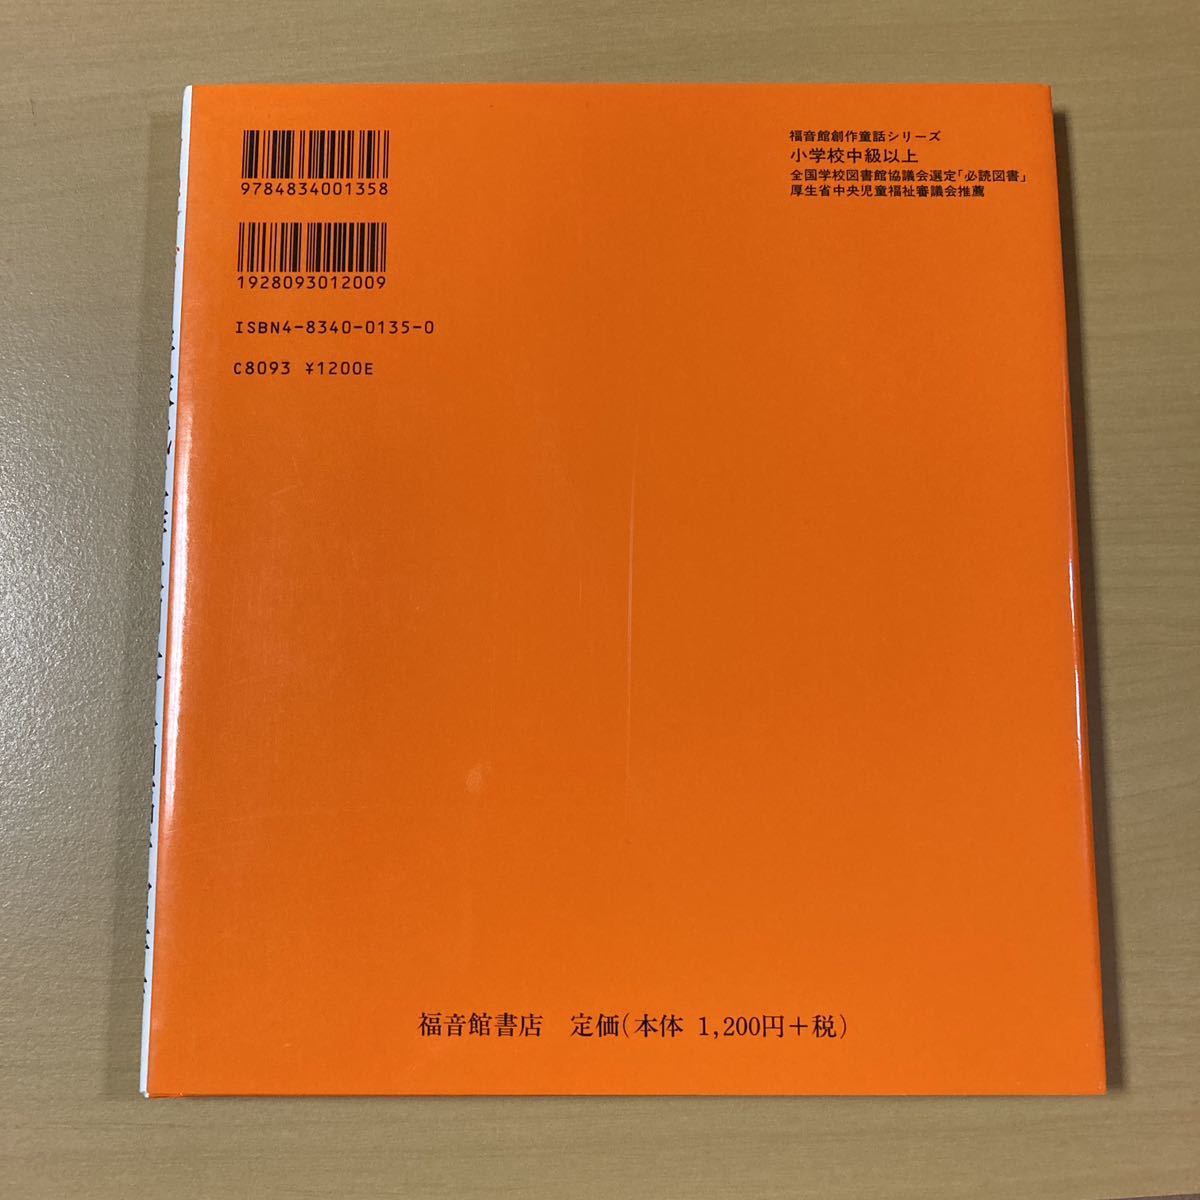 9784834001358
1928093012009
ISBN4-8340-0135-0
C8093 ¥1200E
福音館創作童話シリーズ
小学校中級以上
全国学校図書館協議会選定「必読図書」
厚生省中央児童福祉審議会推薦
福音館書店 定価(本体 1,200円+税)